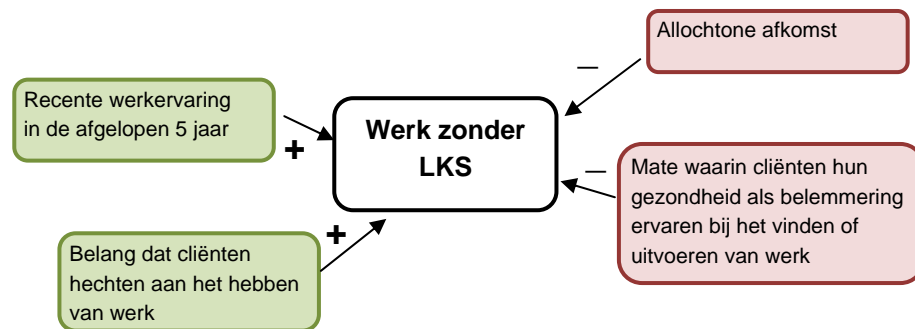 Allochtone afkomst
–
Recente werkervaring
in de afgelopen 5 jaar
+
Werk zonder
LKS
–
Mate waarin cliënten hun
gezondheid als belemmering
ervaren bij het vinden of
uitvoeren van werk
+
Belang dat cliënten
hechten aan het hebben
van werk